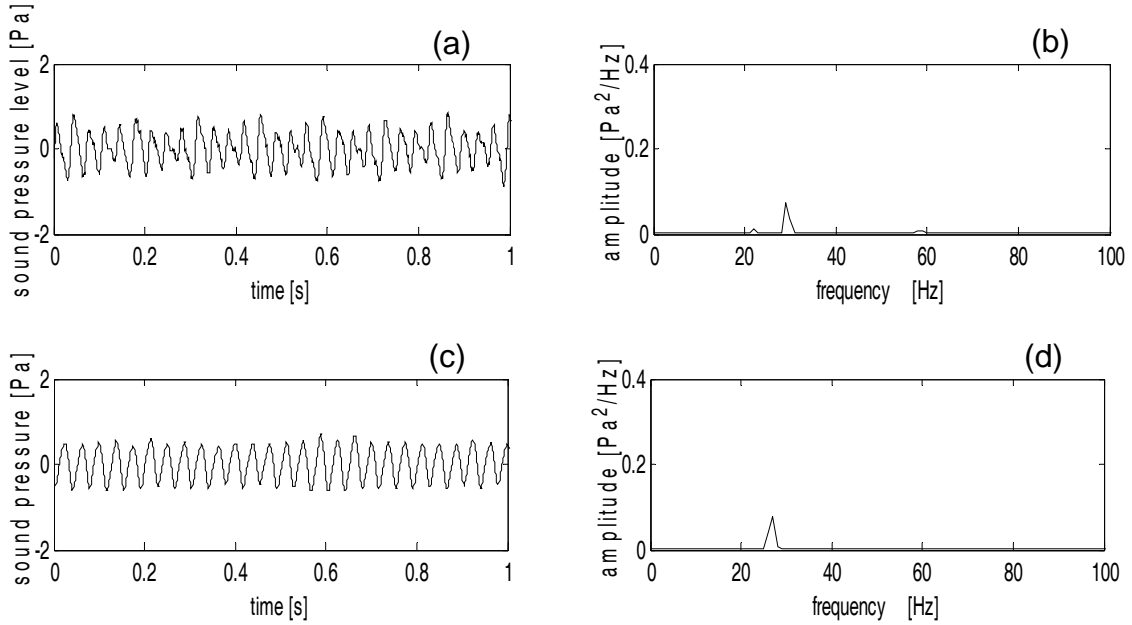 (a)
sound pressure level [Pa]
2
0
-2
0 0.2 0.4 0.6 0.8 1
time [s]
(b)
amplitude [Pa²/Hz]
0.4
0.2
0
0 20 40 60 80 100
frequency [Hz]
(c)
sound pressure [Pa]
2
0
-2
0 0.2 0.4 0.6 0.8 1
time [s]
(d)
amplitude [Pa²/Hz]
0.4
0.2
0
0 20 40 60 80 100
frequency [Hz]